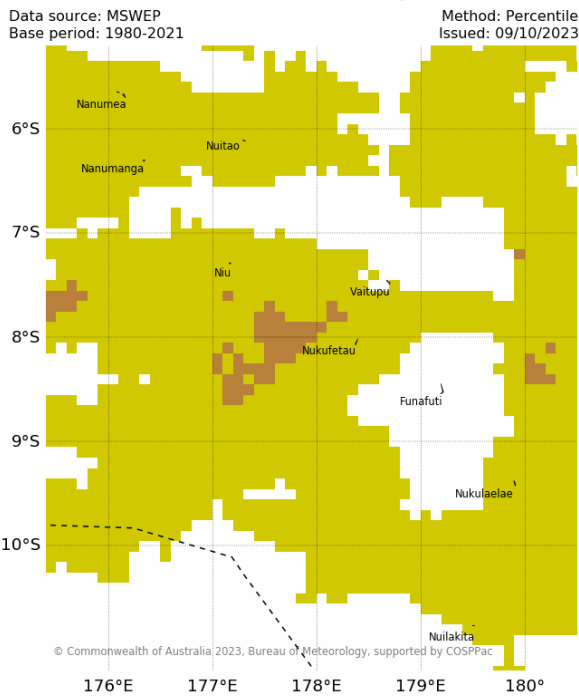 Data source: MSWEP
Method: Percentile
Base period: 1980-2021
Issued: 09/10/2023
Nanumea
6°S
Nuitao
Nanumanga
7°S
Niu
Vaitupu
8°S
Nukufetau
Funafuti
9°S
Nukulaelae
10°S
Nuilakita
© Commonwealth of Australia 2023, Bureau of Meteorology, supported by COSPPac
176°E 177°E 178°E 179°E 180°